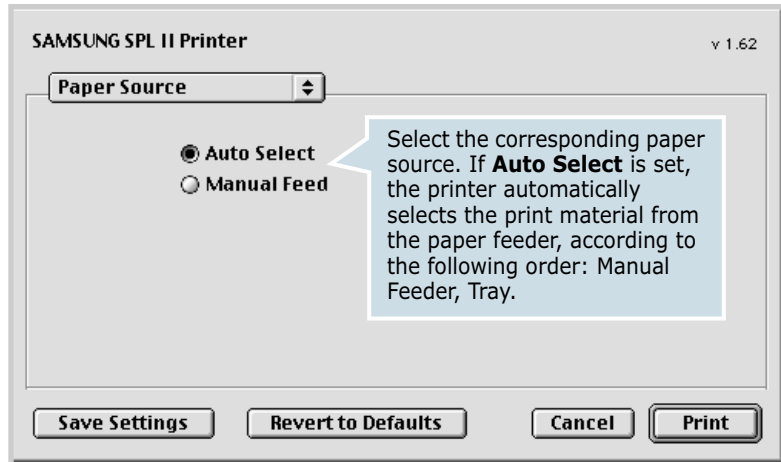 SAMSUNG SPL II Printer
v 1.62
Paper Source
Auto Select
Manual Feed
Select the corresponding paper
source. If Auto Select is set,
the printer automatically
selects the print material from
the paper feeder, according to
the following order: Manual
Feeder, Tray.
Save Settings
Revert to Defaults
Cancel
Print